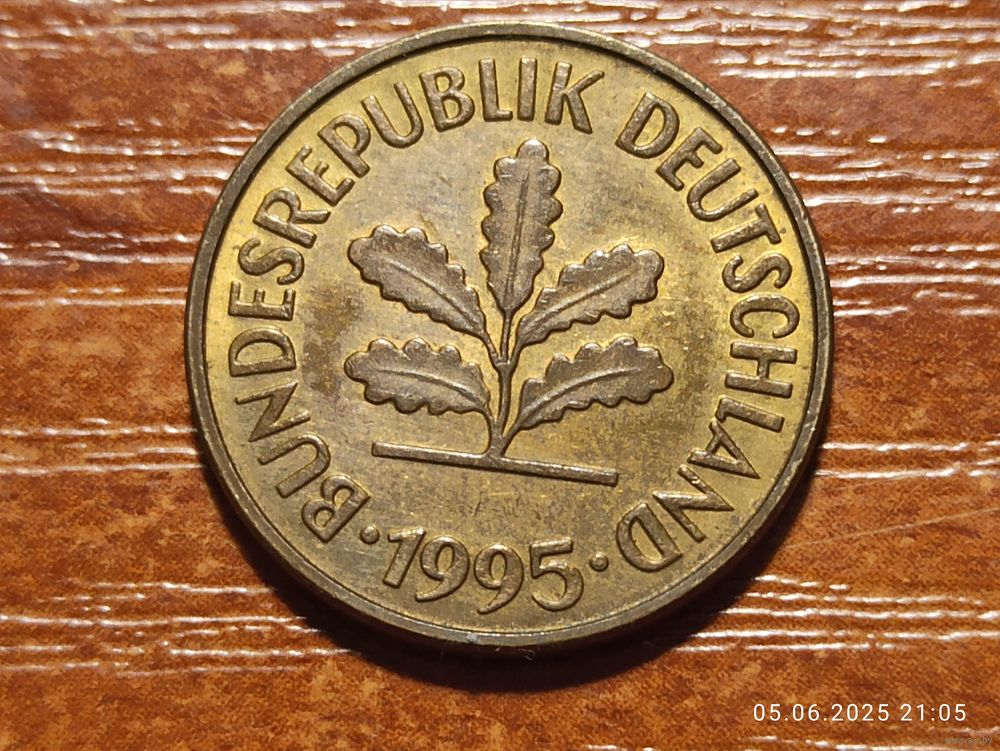 BUNDESREPUBLIK DEUTSCHLAND
· 1995 ·
05.06.2025 21:05